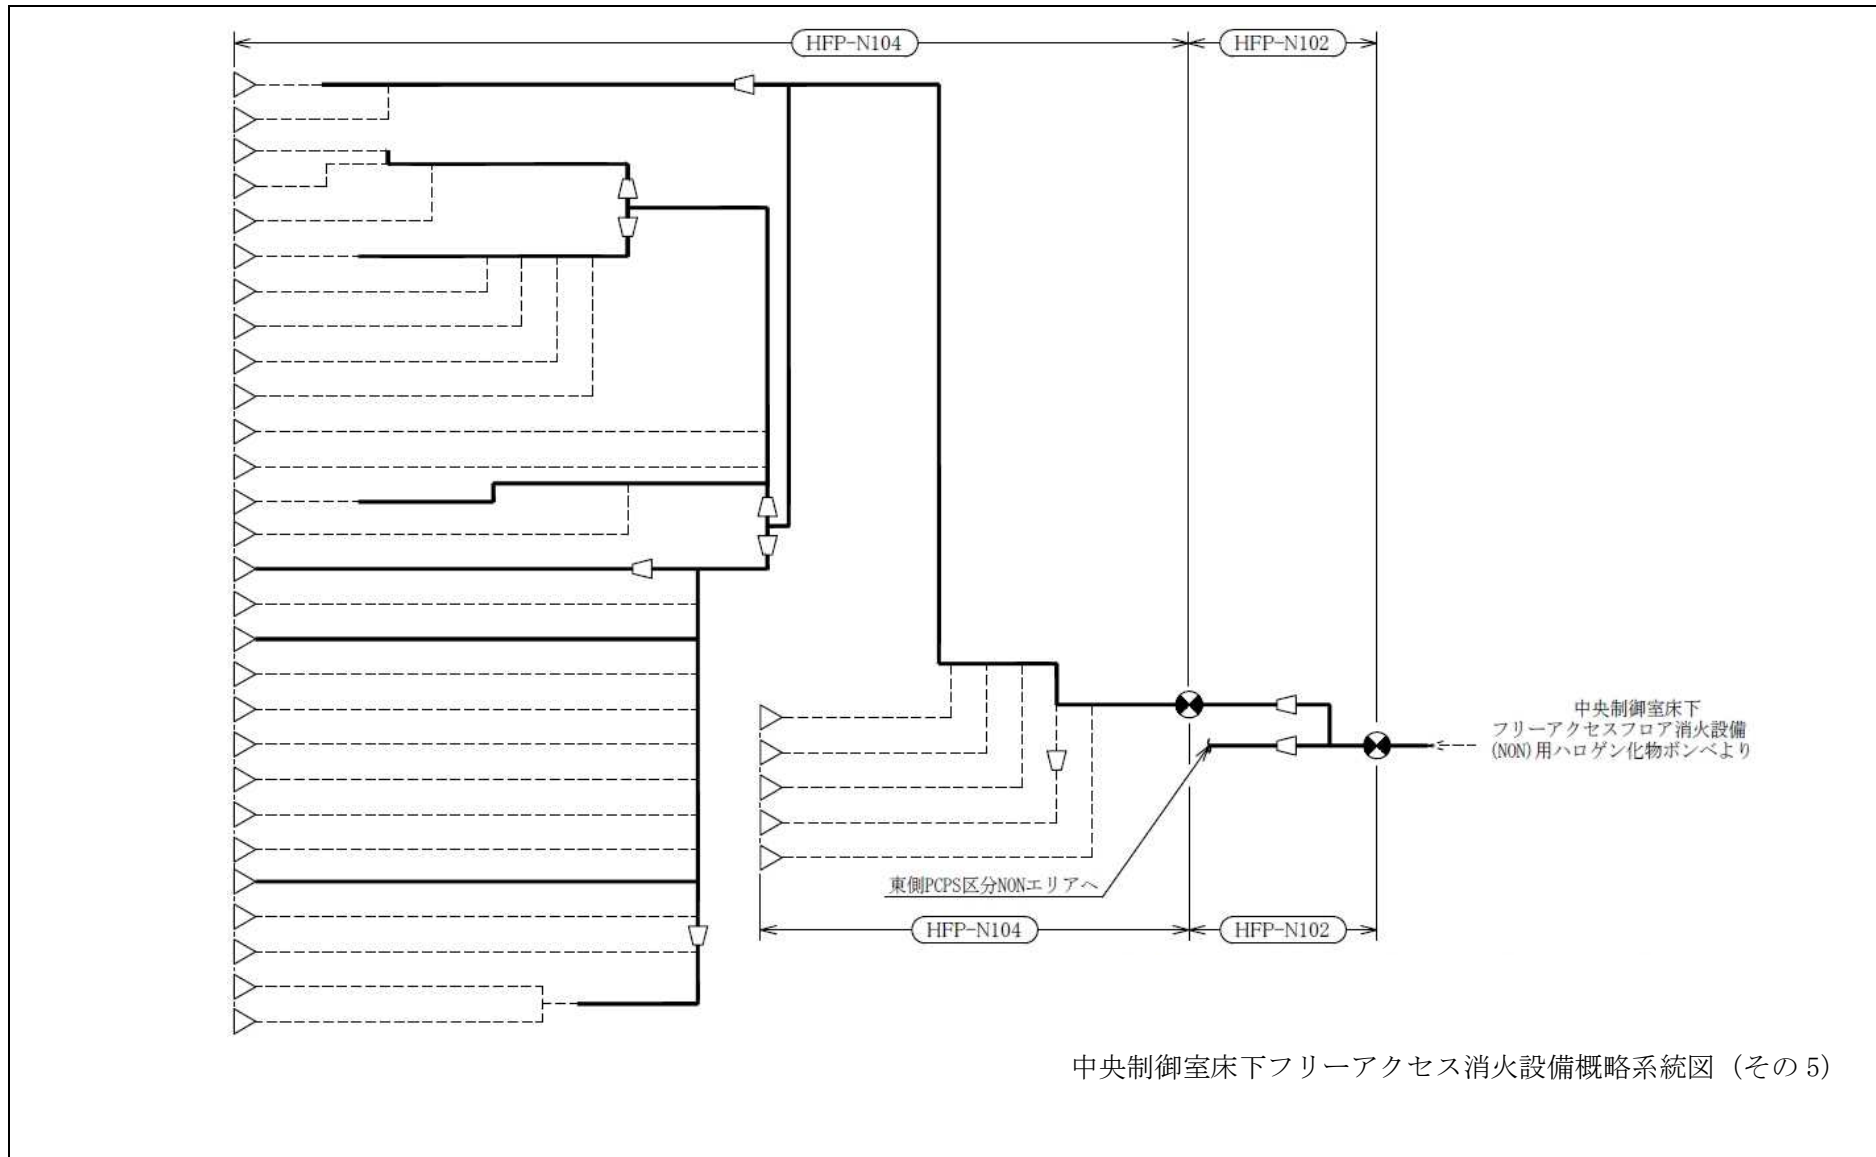 HFP-N104
HFP-N102
中央制御室床下
フリーアクセスフロア消火設備
(NON)用ハロゲン化物ボンベより
東側PCPS区分NONエリアへ
HFP-N104
HFP-N102
中央制御室床下フリーアクセス消火設備概略系統図（その 5）